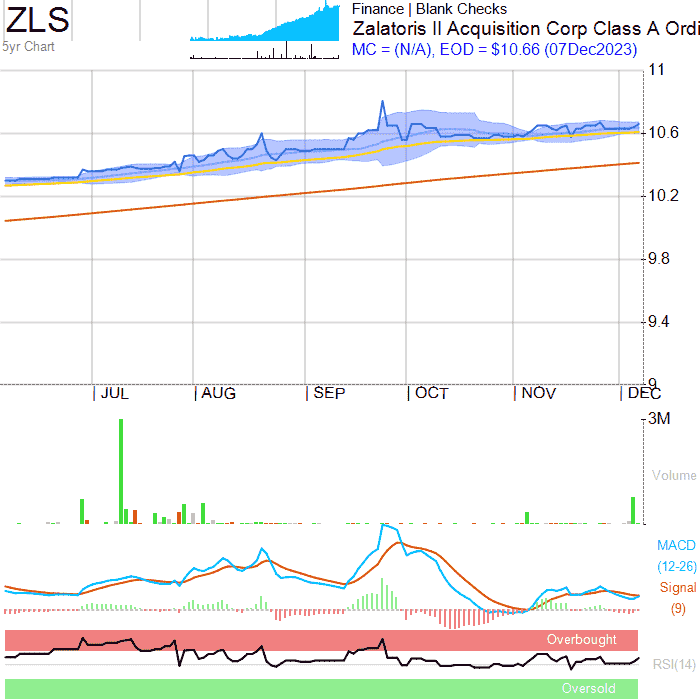 ZLS
5yr Chart
Finance | Blank Checks
Zalatoris II Acquisition Corp Class A Ordi
MC = (N/A), EOD = $10.66 (07Dec2023)
11
10.6
10.2
9.8
9.4
9
JUL AUG SEP OCT NOV DEC
3M
Volume
MACD
(12-26)
Signal
(9)
Overbought
RSI(14)
Oversold